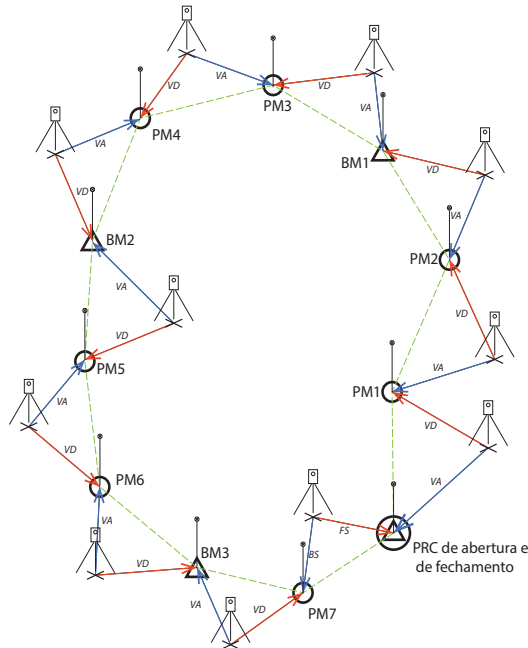 VA
VD
PM3
VD
VA
PM4
BM1
VD
VA
VD
BM2
PM2
VA
VD
VD
PM5
VA
PM1
VA
VD
VD
VA
PM6
VA
FS
BS
PRC de abertura e
de fechamento
VD
BM3
VA
VD
PM7